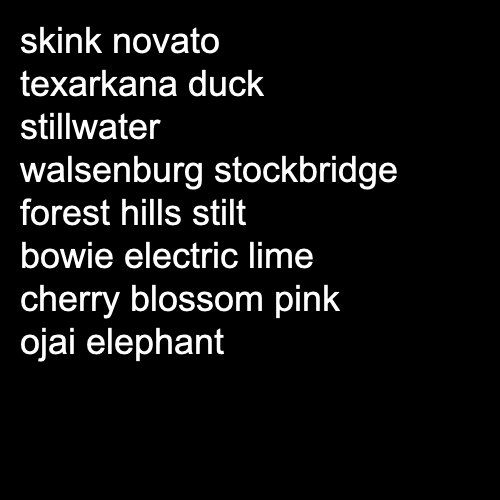 skink novato
texarkana duck
stillwater
walsenburg stockbridge
forest hills stilt
bowie electric lime
cherry blossom pink
ojai elephant